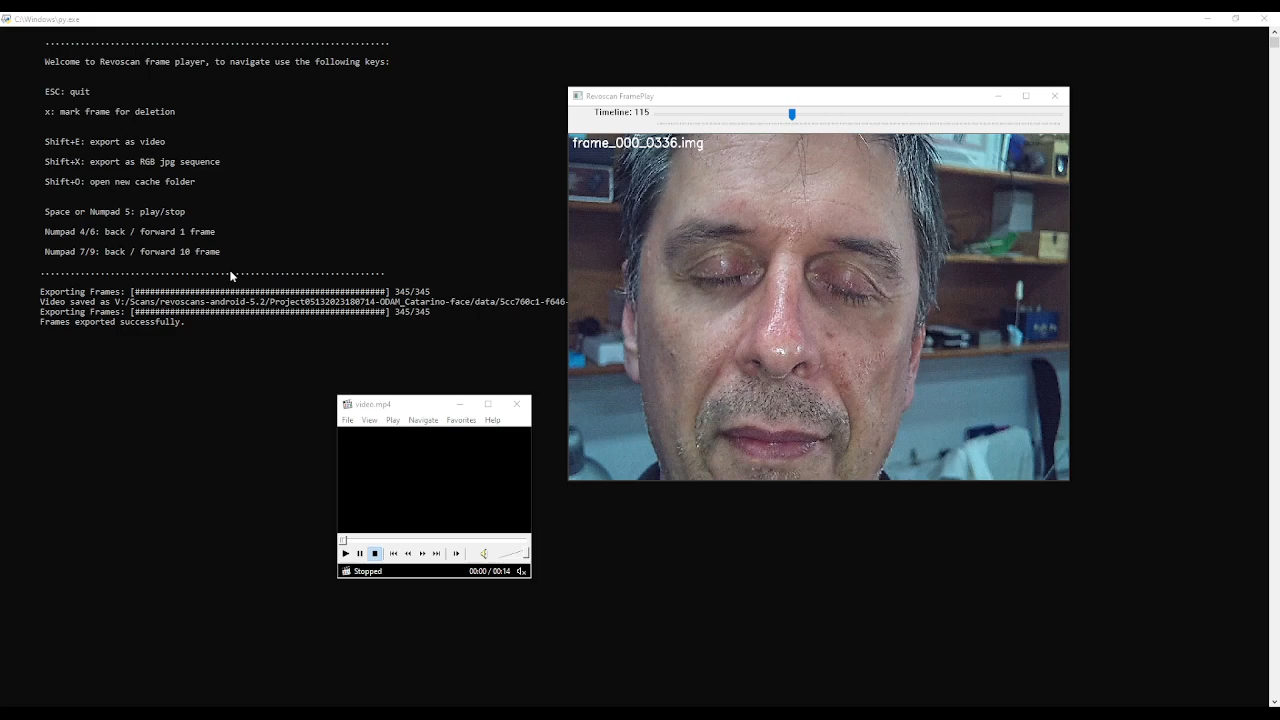 C:\Windows\py.exe
Welcome to Revoscan frame player, to navigate use the following keys:
ESC: quit
x: mark frame for deletion
Shift+E: export as video
Shift+X: export as RGB jpg sequence
Shift+O: open new cache folder
Space or Numpad 5: play/stop
Numpad 4/6: back / forward 1 frame
Numpad 7/9: back / forward 10 frame
Exporting Frames: [##################################################] 345/345
Video saved as V:/Scans/revoscans-android-5.2/Project05132023180714-ODAM_Catarino-face/data/5cc760c1-f646-
Exporting Frames: [##################################################] 345/345
Frames exported successfully.
Revoscan FramePlay
Timeline: 115
frame_000_0336.img
video.mp4
File View Play Navigate Favorites Help
Stopped 00:00 / 00:14